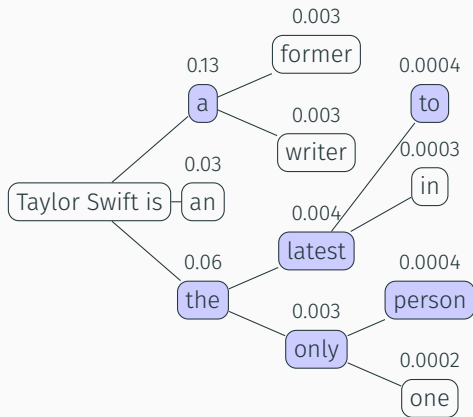 0.003
former
0.13
a
0.0004
to
0.003
writer
0.03
Taylor Swift is
an
0.0003
in
0.004
latest
0.06
the
0.0004
person
0.003
only
0.0002
one